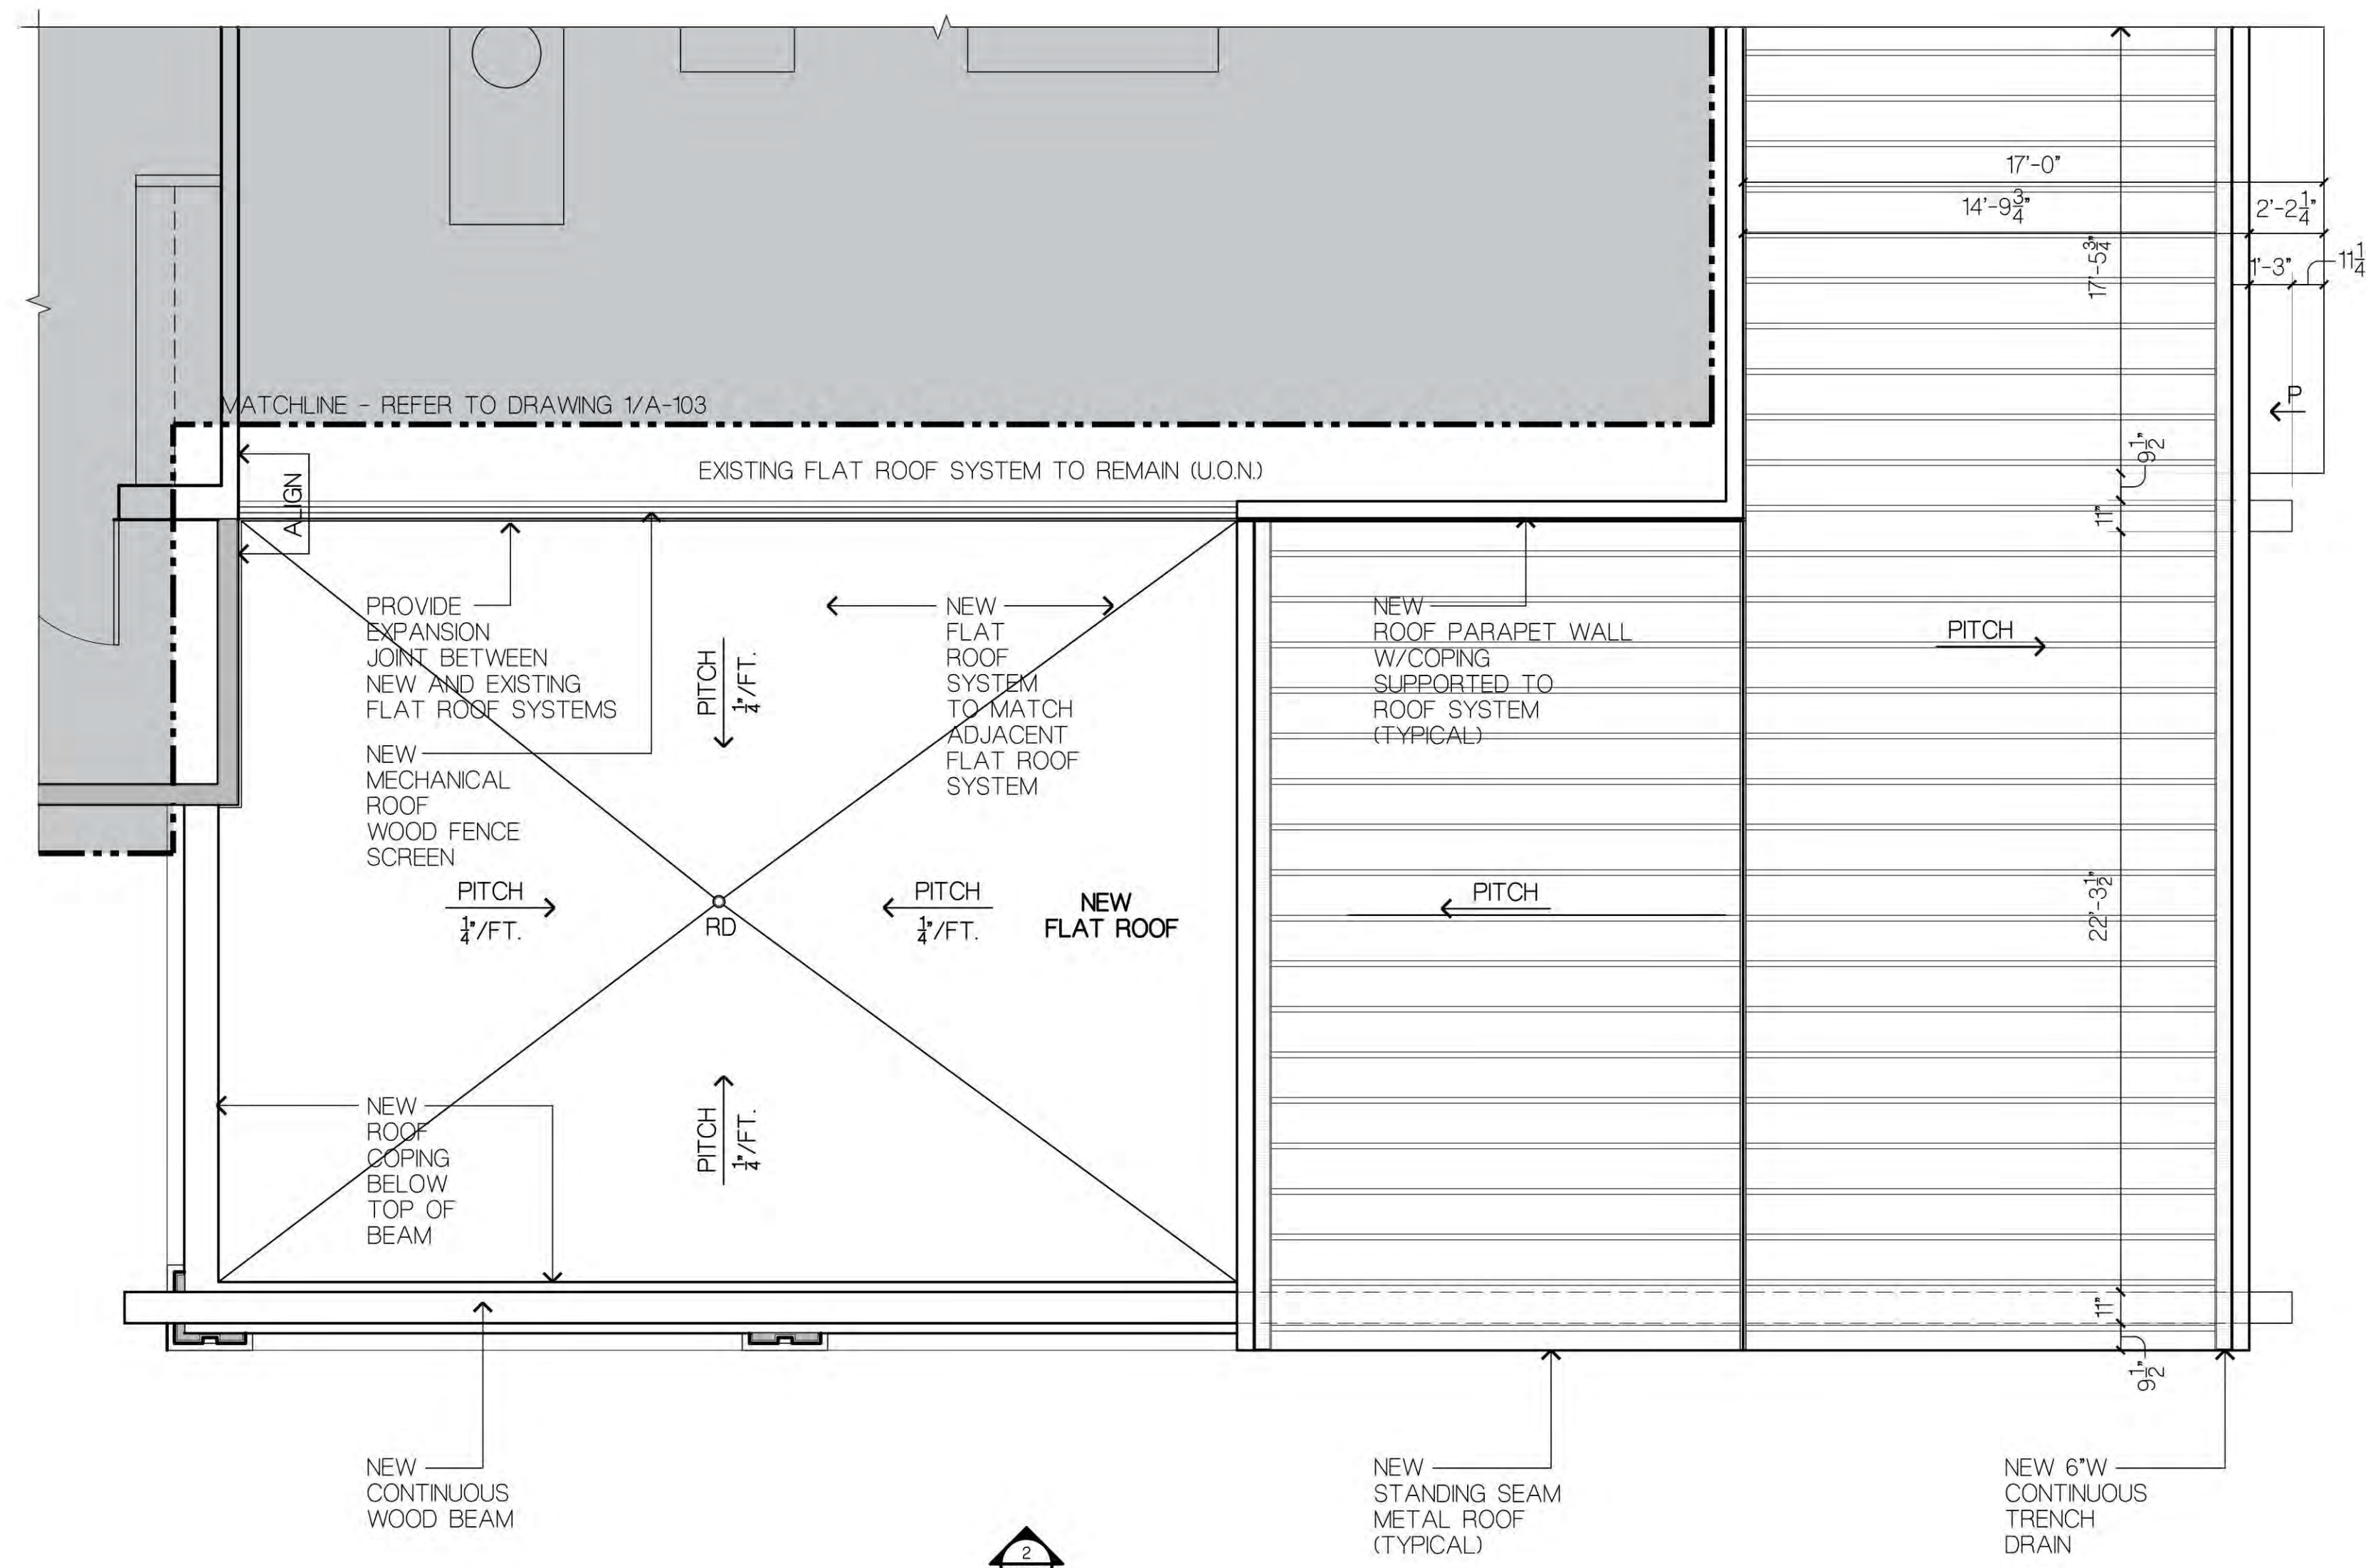 17'-0"
14'-9 3/4"
2'-2 1/4"
17'-5 3/4"
1'-3"
11 1/4
P
MATCHLINE - REFER TO DRAWING 1/A-103
9 1/2"
EXISTING FLAT ROOF SYSTEM TO REMAIN (U.O.N.)
ALIGN
11"
PROVIDE
EXPANSION
JOINT BETWEEN
NEW AND EXISTING
FLAT ROOF SYSTEMS
PITCH
1/4"/FT.
NEW
FLAT
ROOF
SYSTEM
TO MATCH
ADJACENT
FLAT ROOF
SYSTEM
NEW
ROOF PARAPET WALL
W/COPING
SUPPORTED TO
ROOF SYSTEM
(TYPICAL)
PITCH
NEW
MECHANICAL
ROOF
WOOD FENCE
SCREEN
PITCH
1/4"/FT.
RD
PITCH
1/4"/FT.
NEW
FLAT ROOF
PITCH
22'-3 1/2"
NEW
ROOF
COPING
BELOW
TOP OF
BEAM
PITCH
1/4"/FT.
11"
9 1/2"
NEW
CONTINUOUS
WOOD BEAM
NEW
STANDING SEAM
METAL ROOF
(TYPICAL)
NEW 6"W
CONTINUOUS
TRENCH
DRAIN
2